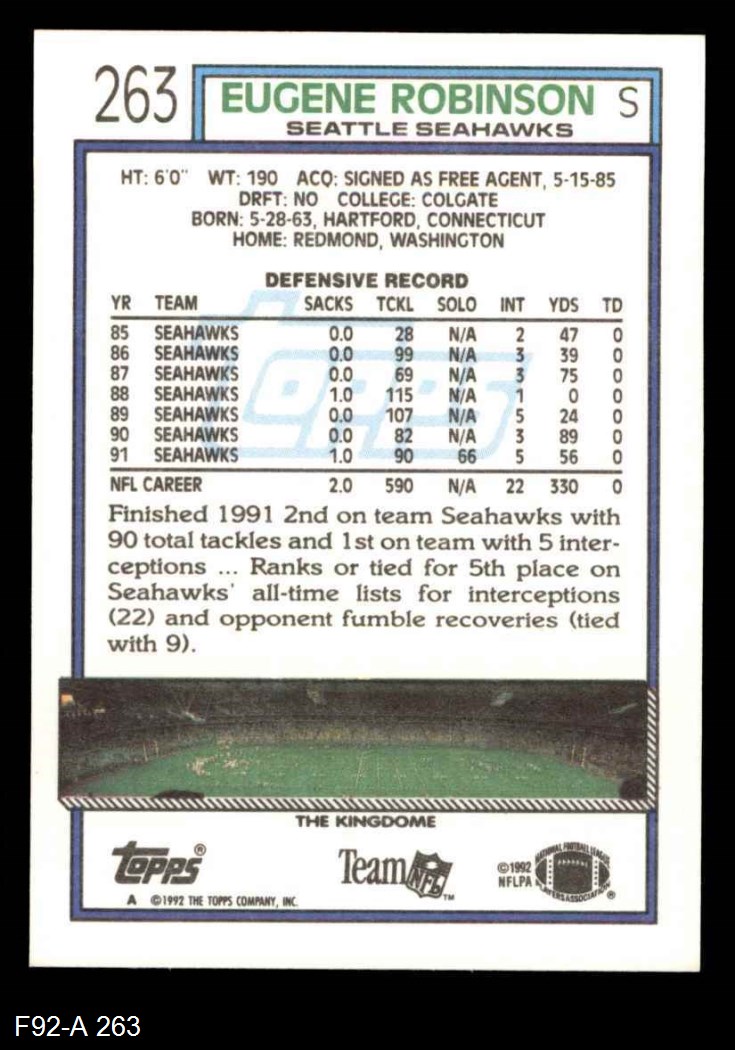 263 EUGENE ROBINSON S
SEATTLE SEAHAWKS
HT: 6'0" WT: 190 ACQ: SIGNED AS FREE AGENT, 5-15-85
DRFT: NO COLLEGE: COLGATE
BORN: 5-28-63, HARTFORD, CONNECTICUT
HOME: REDMOND, WASHINGTON
DEFENSIVE RECORD
YR TEAM SACKS TCKL SOLO INT YDS TD
85 SEAHAWKS 0.0 28 N/A 2 47 0
86 SEAHAWKS 0.0 99 N/A 3 39 0
87 SEAHAWKS 0.0 69 N/A 3 75 0
88 SEAHAWKS 1.0 115 N/A 1 0 0
89 SEAHAWKS 0.0 107 N/A 5 24 0
90 SEAHAWKS 0.0 82 N/A 3 89 0
91 SEAHAWKS 1.0 90 66 5 56 0
NFL CAREER 2.0 590 N/A 22 330 0
Topps
Finished 1991 2nd on team Seahawks with
90 total tackles and 1st on team with 5 inter-
ceptions ... Ranks or tied for 5th place on
Seahawks' all-time lists for interceptions
(22) and opponent fumble recoveries (tied
with 9).
THE KINGDOME
Topps® Team NFL™ ©1992 NFLPA NATIONAL FOOTBALL LEAGUE PLAYERS ASSOCIATION®
A ©1992 THE TOPPS COMPANY, INC.
F92-A 263